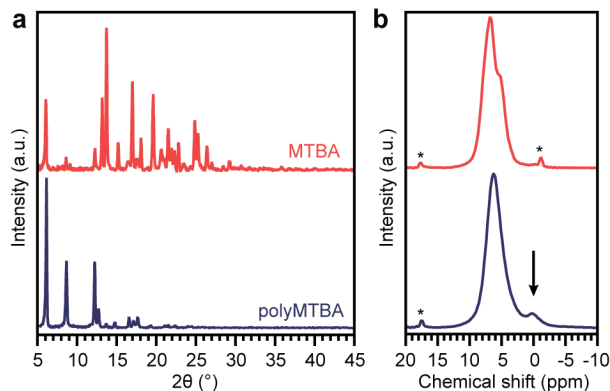 a
b
Intensity (a.u.)
MTBA
polyMTBA
5 10 15 20 25 30 35 40 45
2θ (°)
Intensity (a.u.)
*
*
*
20 15 10 5 0 -5 -10
Chemical shift (ppm)